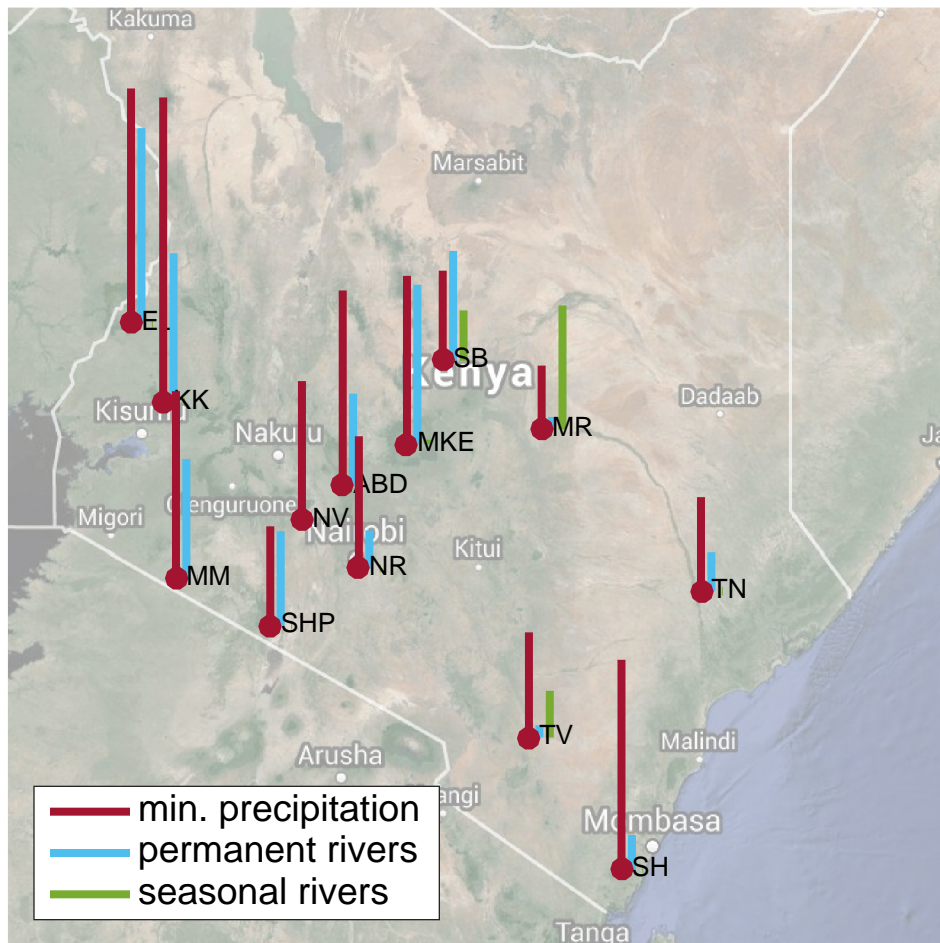 Kakuma
Marsabit
EL
SB
Kenya
KK
Kisumu
Dadaab
MR
Nakuru
MKE
ABD
Olenguruone
NV
Migori
Nairobi
Kitui
NR
MM
TN
SHP
TV
Malindi
Arusha
min. precipitation
permanent rivers
seasonal rivers
Mombasa
SH
Tanga